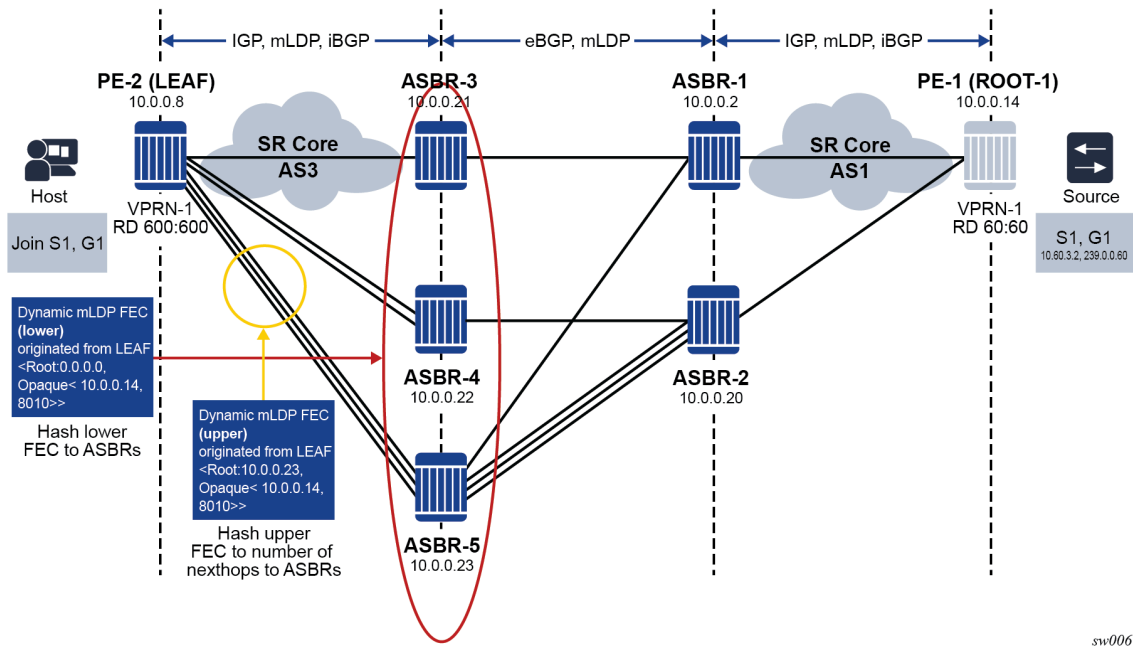 IGP, mLDP, iBGP
eBGP, mLDP
IGP, mLDP, iBGP
PE-2 (LEAF)
10.0.0.8
ASBR-3
10.0.0.21
ASBR-1
10.0.0.2
PE-1 (ROOT-1)
10.0.0.14
Host
SR Core
AS3
SR Core
AS1
Source
VPRN-1
RD 600:600
VPRN-1
RD 60:60
Join S1, G1
S1, G1
10.60.3.2, 239.0.0.60
Dynamic mLDP FEC
(lower)
originated from LEAF
<Root:0.0.0.0,
Opaque< 10.0.0.14,
8010>>
Hash lower
FEC to ASBRs
ASBR-4
10.0.0.22
ASBR-2
10.0.0.20
Dynamic mLDP FEC
(upper)
originated from LEAF
<Root:10.0.0.23,
Opaque< 10.0.0.14,
8010>>
Hash upper
FEC to number of
nexthops to ASBRs
ASBR-5
10.0.0.23
sw006